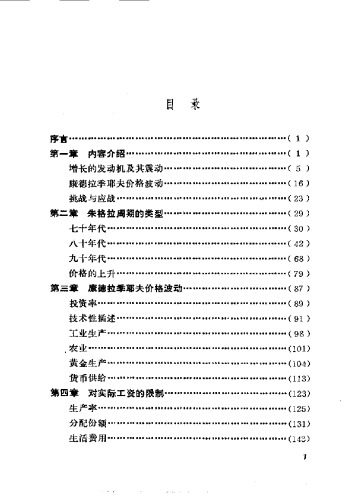 目 录
序言……………………………………………( 1 )
第一章 内容介绍………………………………( 1 )
增长的发动机及其震动…………………………( 5 )
康德拉季耶夫价格波动…………………………(16)
挑战与应战………………………………………(23)
第二章 朱格拉周期的类型……………………(29)
七十年代…………………………………………(30)
八十年代…………………………………………(42)
九十年代…………………………………………(68)
价格的上升………………………………………(79)
第三章 康德拉季耶夫价格波动………………(87)
投资率……………………………………………(89)
技术性描述………………………………………(91)
工业生产…………………………………………(98)
农业………………………………………………(101)
黄金生产…………………………………………(104)
货币供给…………………………………………(113)
第四章 对实际工资的限制……………………(123)
生产率……………………………………………(125)
分配份额…………………………………………(131)
生活费用…………………………………………(142)
1